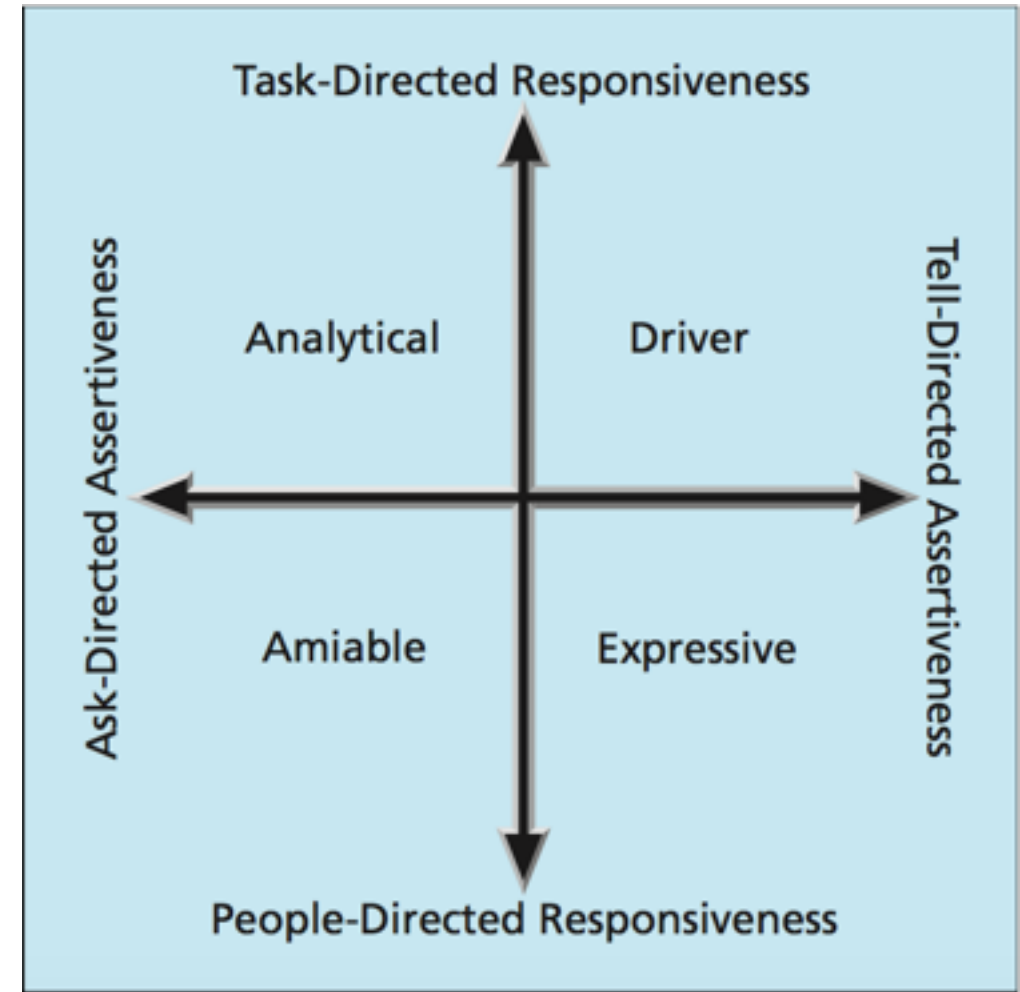 Task-Directed Responsiveness
Ask-Directed Assertiveness
Tell-Directed Assertiveness
Analytical
Driver
Amiable
Expressive
People-Directed Responsiveness